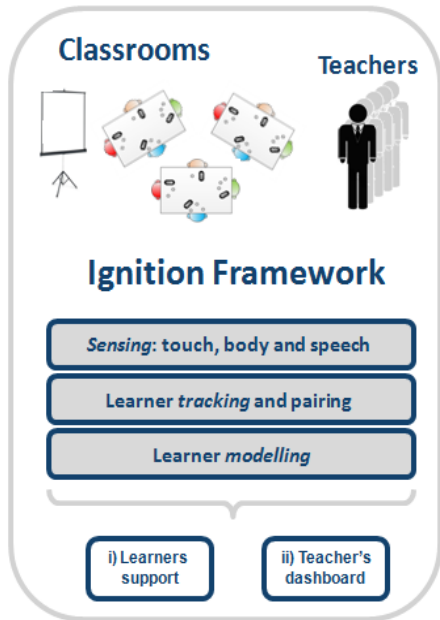 Classrooms
Teachers
Ignition Framework
Sensing: touch, body and speech
Learner tracking and pairing
Learner modelling
i) Learners
support
ii) Teacher's
dashboard